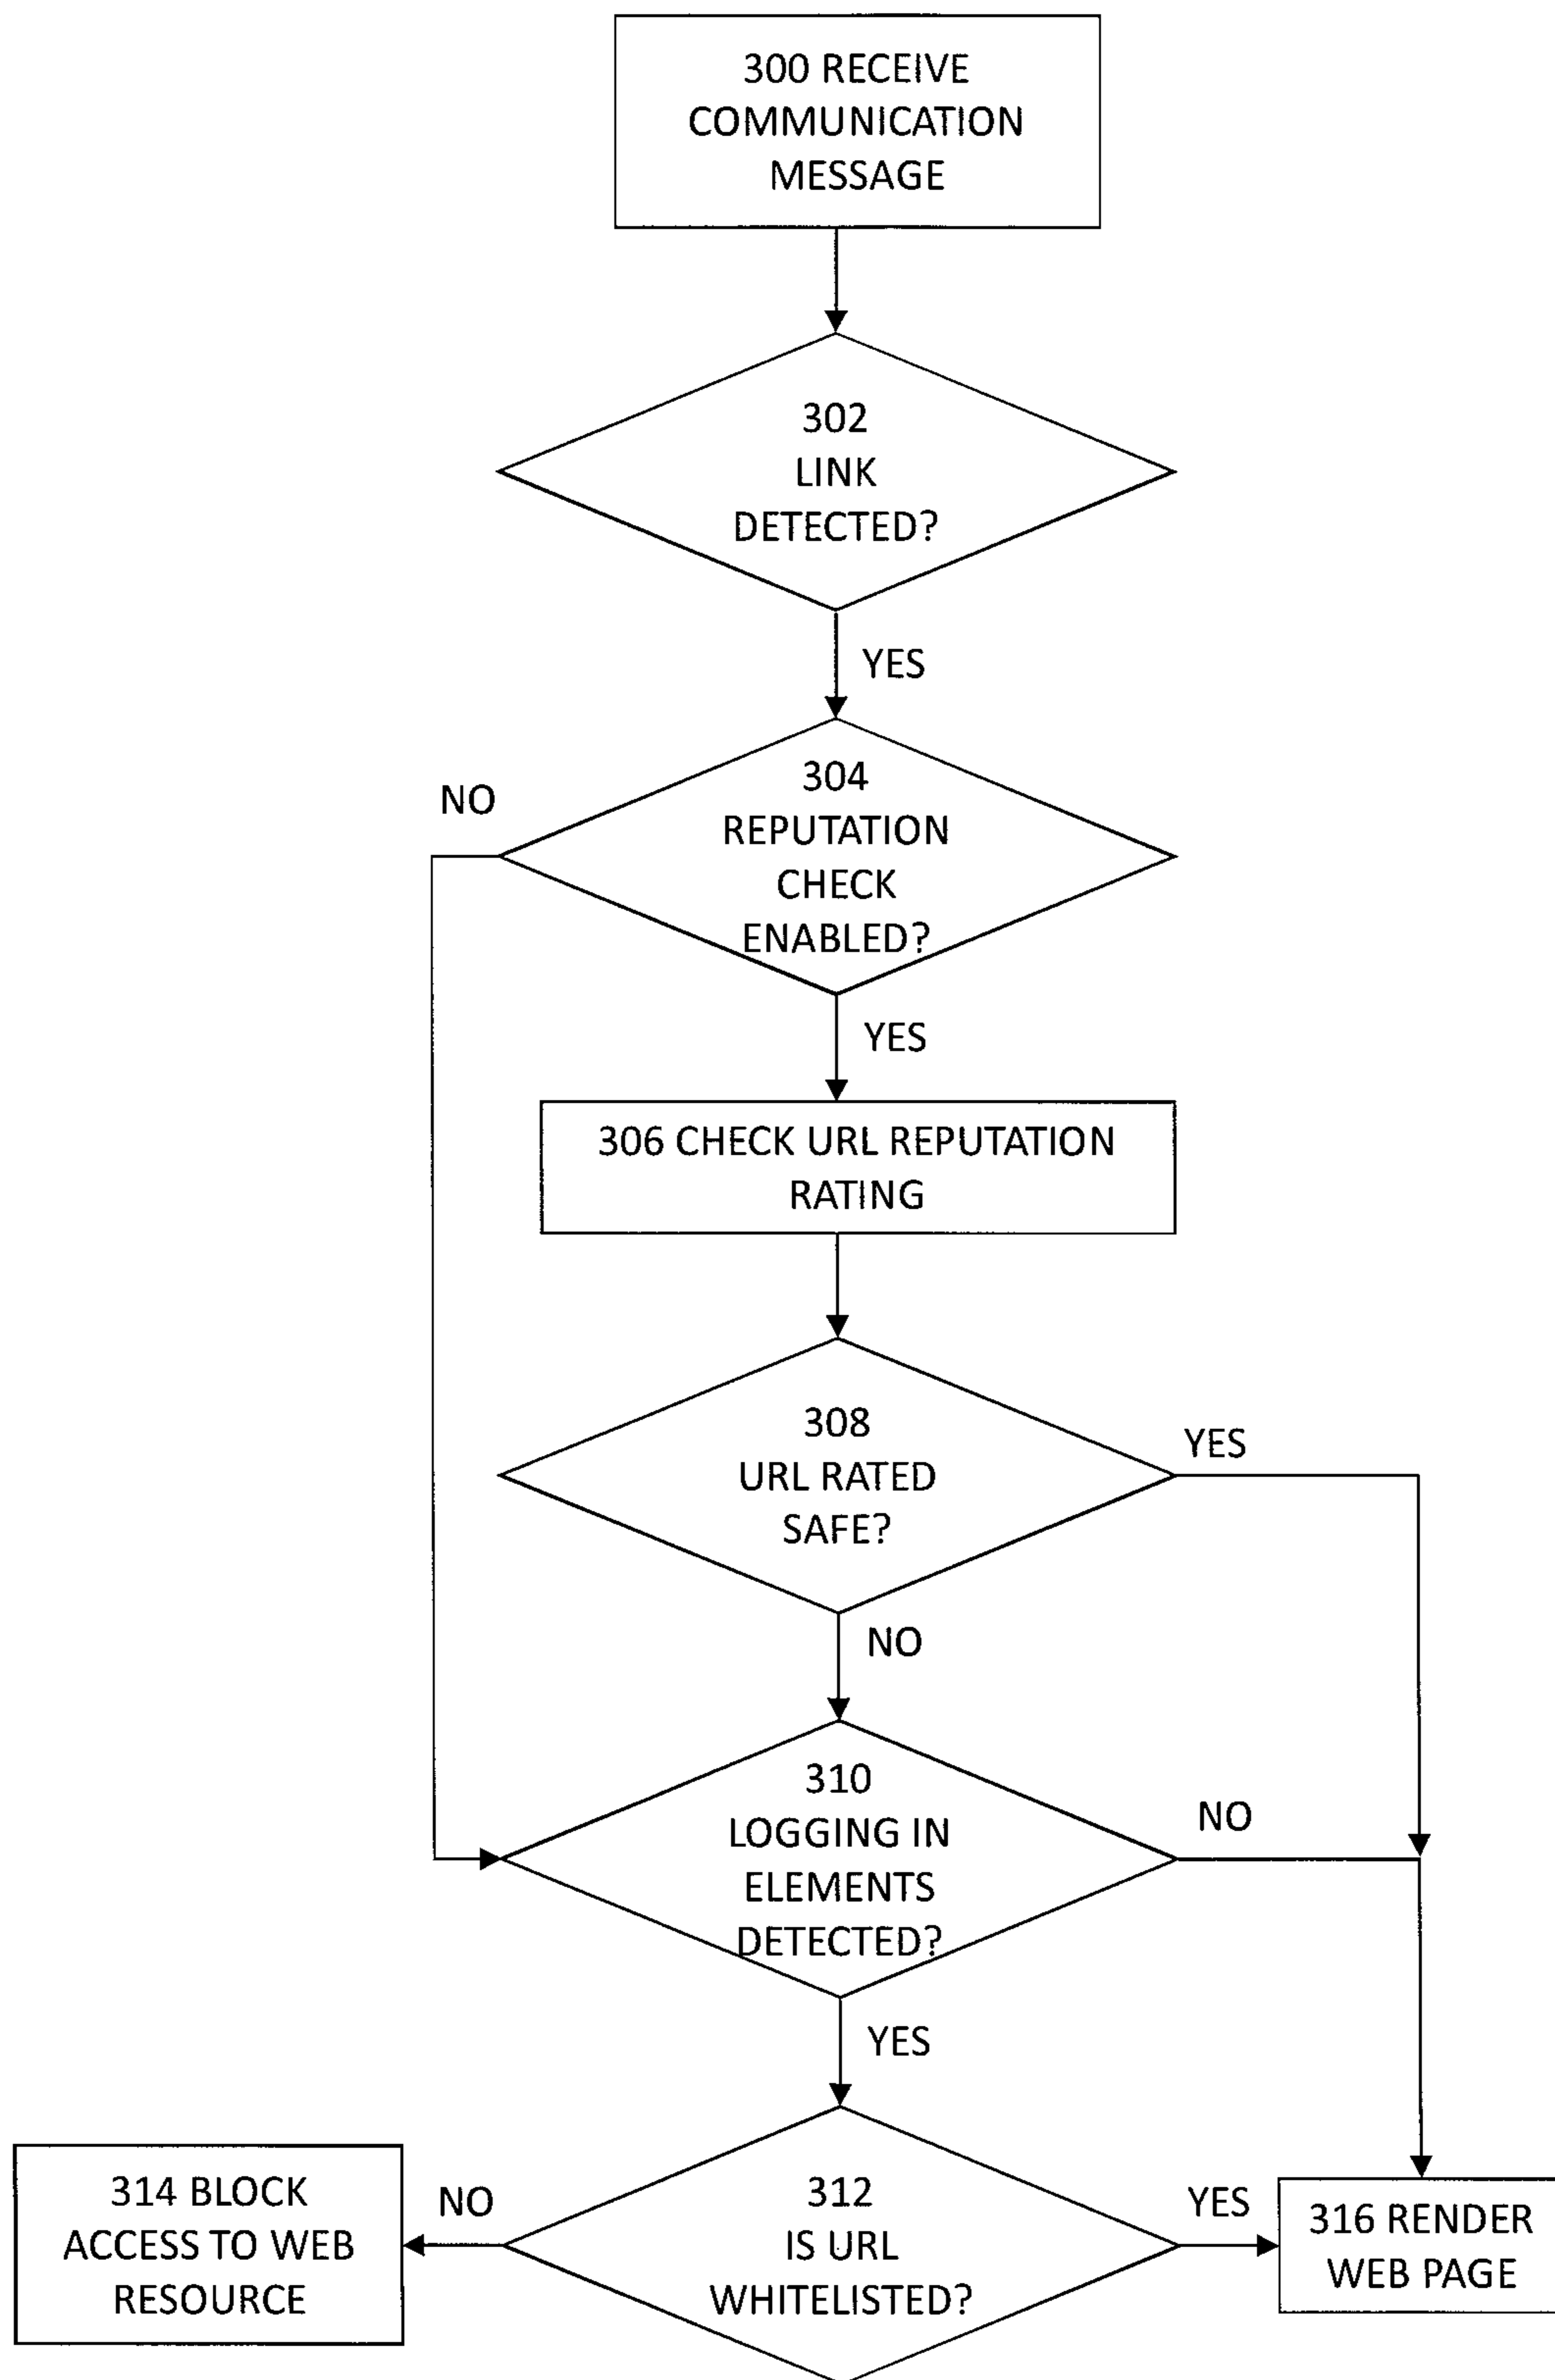 300 RECEIVE
COMMUNICATION
MESSAGE
302
LINK
DETECTED?
YES
304
REPUTATION
CHECK
ENABLED?
NO
YES
306 CHECK URL REPUTATION
RATING
308
URL RATED
SAFE?
YES
NO
310
LOGGING IN
ELEMENTS
DETECTED?
NO
YES
312
IS URL
WHITELISTED?
NO
YES
314 BLOCK
ACCESS TO WEB
RESOURCE
316 RENDER
WEB PAGE